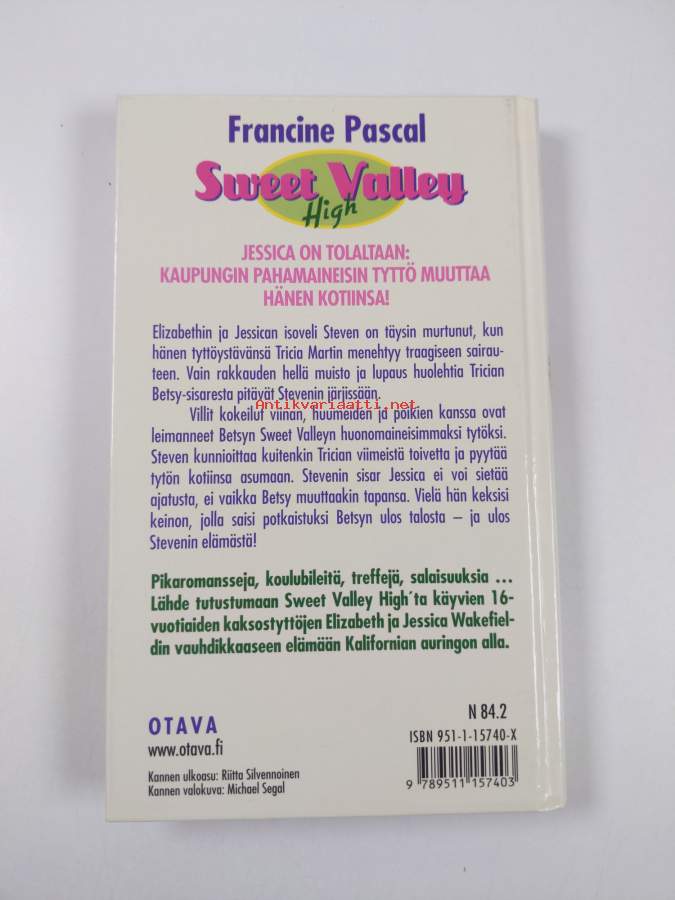 Francine Pascal
Sweet Valley
High
JESSICA ON TOLALTAAN:
KAUPUNGIN PAHAMAINEISIN TYTTÖ MUUTTAA
HÄNEN KOTIINSA!
Elizabethin ja Jessican isoveli Steven on täysin murtunut, kun
hänen tyttöystävänsä Tricia Martin menehtyy traagiseen sairau-
teen. Vain rakkauden hellä muisto ja lupaus huolehtia Trician
Betsy-sisaresta pitävät Stevenin järjissään.
Antikvariaatti.net
Villit kokeilut viinan, huumeiden ja poikien kanssa ovat
leimanneet Betsyn Sweet Valleyn huonomaineisimmaksi tytöksi.
Steven kunnioittaa kuitenkin Trician viimeistä toivetta ja pyytää
tytön kotiinsa asumaan. Stevenin sisar Jessica ei voi sietää
ajatusta, ei vaikka Betsy muuttaakin tapansa. Vielä hän keksisi
keinon, jolla saisi potkaistuksi Betsyn ulos talosta – ja ulos
Stevenin elämästä!
Pikaromansseja, koulubileitä, treffejä, salaisuuksia ...
Lähde tutustumaan Sweet Valley High´ta käyvien 16-
vuotiaiden kaksostyttöjen Elizabeth ja Jessica Wakefiel-
din vauhdikkaaseen elämään Kalifornian auringon alla.
N 84.2
OTAVA
www.otava.fi
ISBN 951-1-15740-X
Kannen ulkoasu: Riitta Silvennoinen
Kannen valokuva: Michael Segal
9 789511 157403